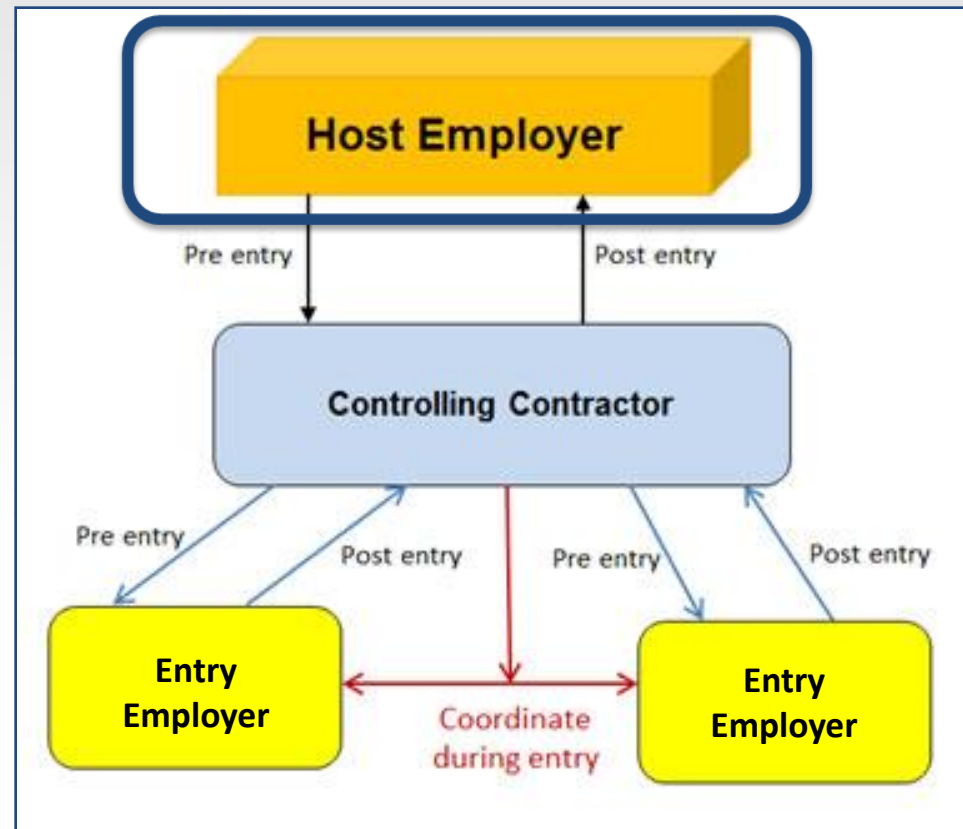 Host Employer
Pre entry
Post entry
Controlling Contractor
Pre entry
Post entry
Pre entry
Post entry
Entry
Employer
Coordinate
during entry
Entry
Employer